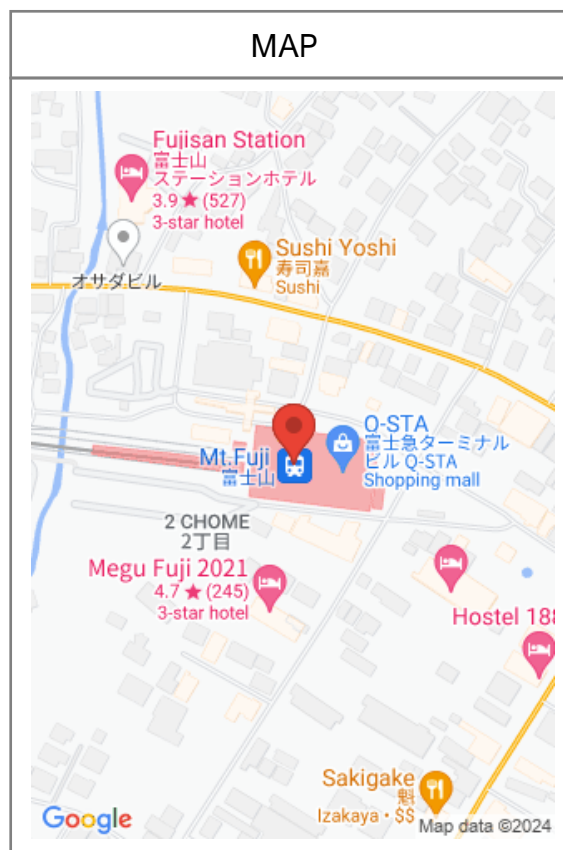 MAP
Fujisan Station
富士山
ステーションホテル
3.9 ★ (527)
3-star hotel
オサダビル
Sushi Yoshi
寿司嘉
Sushi
Q-STA
富士急ターミナル
ビル Q-STA
Shopping mall
Mt.Fuji
富士山
2 CHOME
2丁目
Megu Fuji 2021
4.7 ★ (245)
3-star hotel
Hostel 188
Sakigake
魁
Izakaya • $$
Google
Map data ©2024